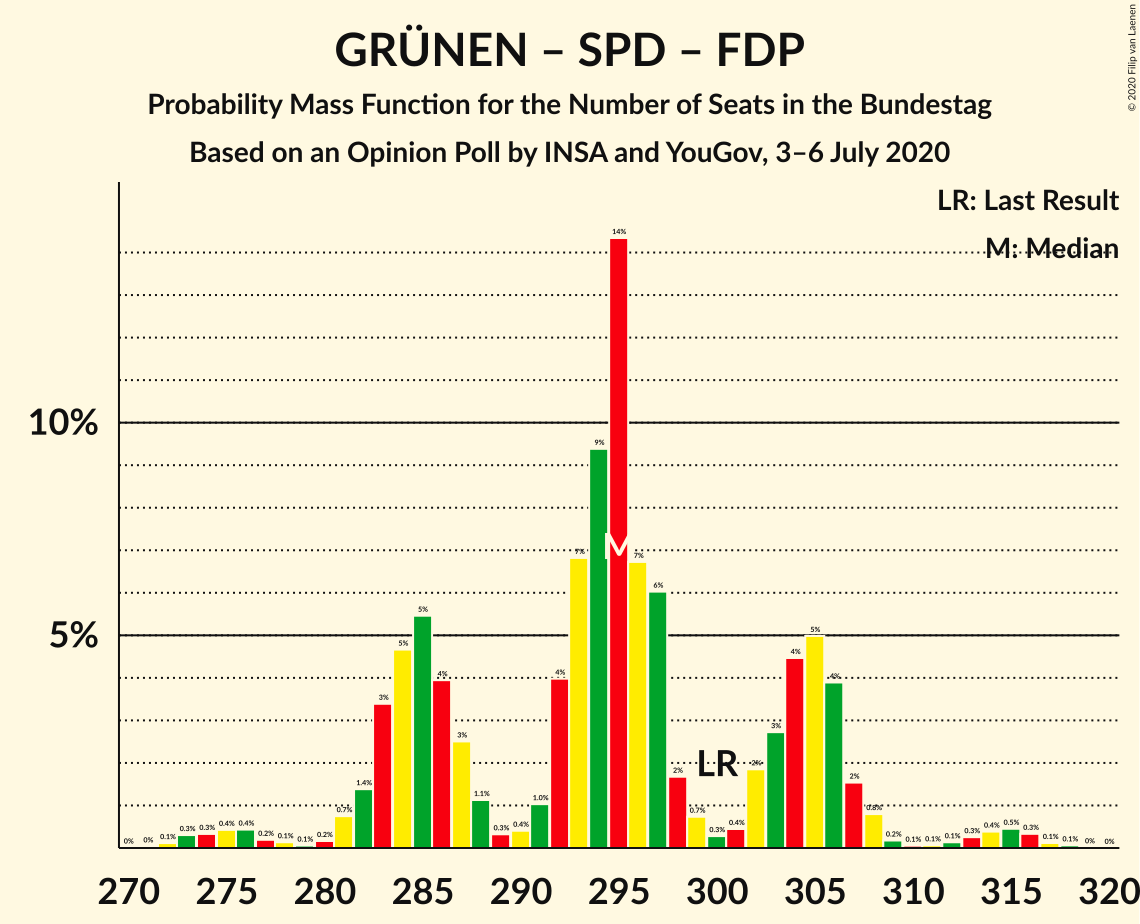 GRÜNEN – SPD – FDP
Probability Mass Function for the Number of Seats in the Bundestag
Based on an Opinion Poll by INSA and YouGov, 3–6 July 2020
© 2020 Filip van Laenen
LR: Last Result
M: Median
10%
5%
0% 0% 0.1% 0.3% 0.3% 0.4% 0.4% 0.2% 0.1% 0.1% 0.2% 0.7% 1.4% 3% 5% 5% 4% 3% 1.1% 0.3% 0.4% 1.0% 4% 7% 9% 14% 7% 6% 2% 0.7% 0.3% 0.4% 2% 3% 4% 5% 4% 2% 0.8% 0.2% 0.1% 0.1% 0.1% 0.3% 0.4% 0.5% 0.3% 0.1% 0.1% 0% 0%
M
LR
270 275 280 285 290 295 300 305 310 315 320